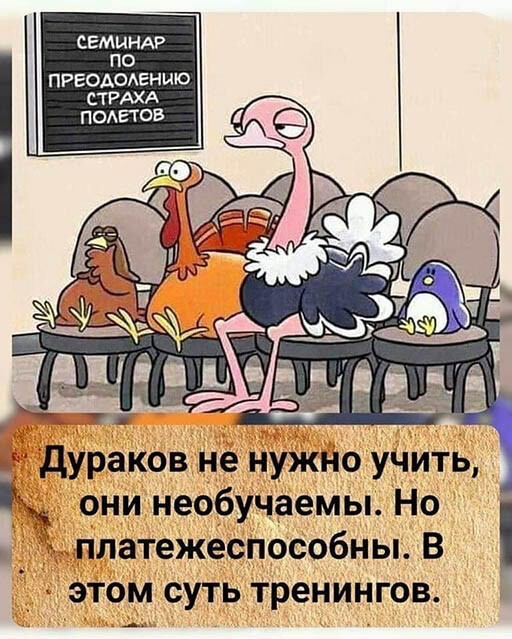 СЕМИНАР
ПО
ПРЕОДОЛЕНИЮ
СТРАХА
ПОЛЕТОВ
Дураков не нужно учить,
они необучаемы. Но
платежеспособны. В
этом суть тренингов.